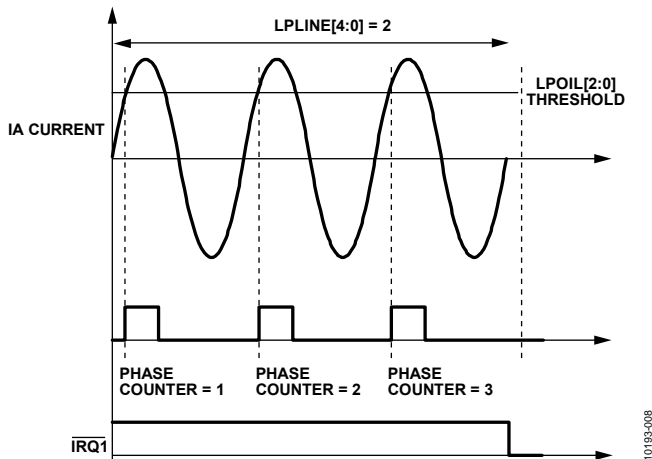 LPLINE[4:0] = 2
LPOIL[2:0]
THRESHOLD
IA CURRENT
PHASE
COUNTER = 1
PHASE
COUNTER = 2
PHASE
COUNTER = 3
IRQ1
10193-008